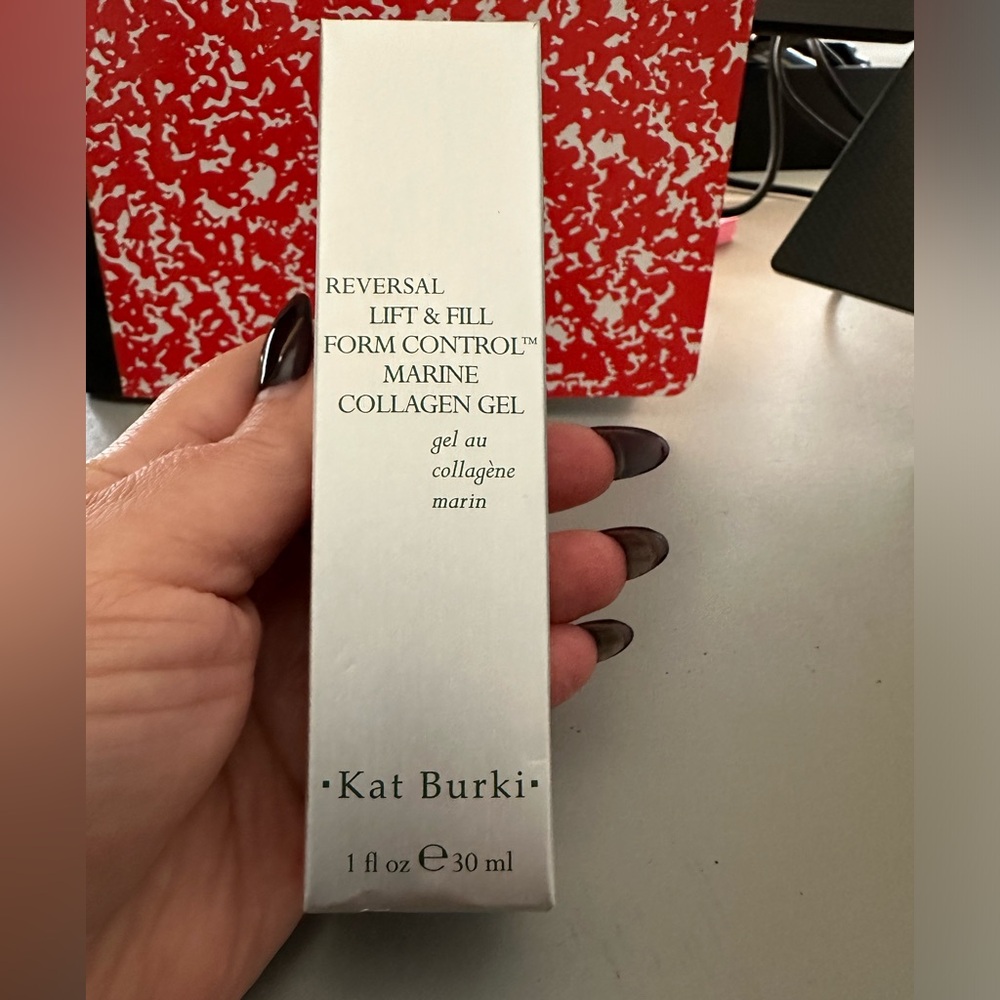 REVERSAL
LIFT & FILL
FORM CONTROL™
MARINE
COLLAGEN GEL
gel au
collagène
marin
·Kat Burki·
1 fl oz ℮ 30 ml